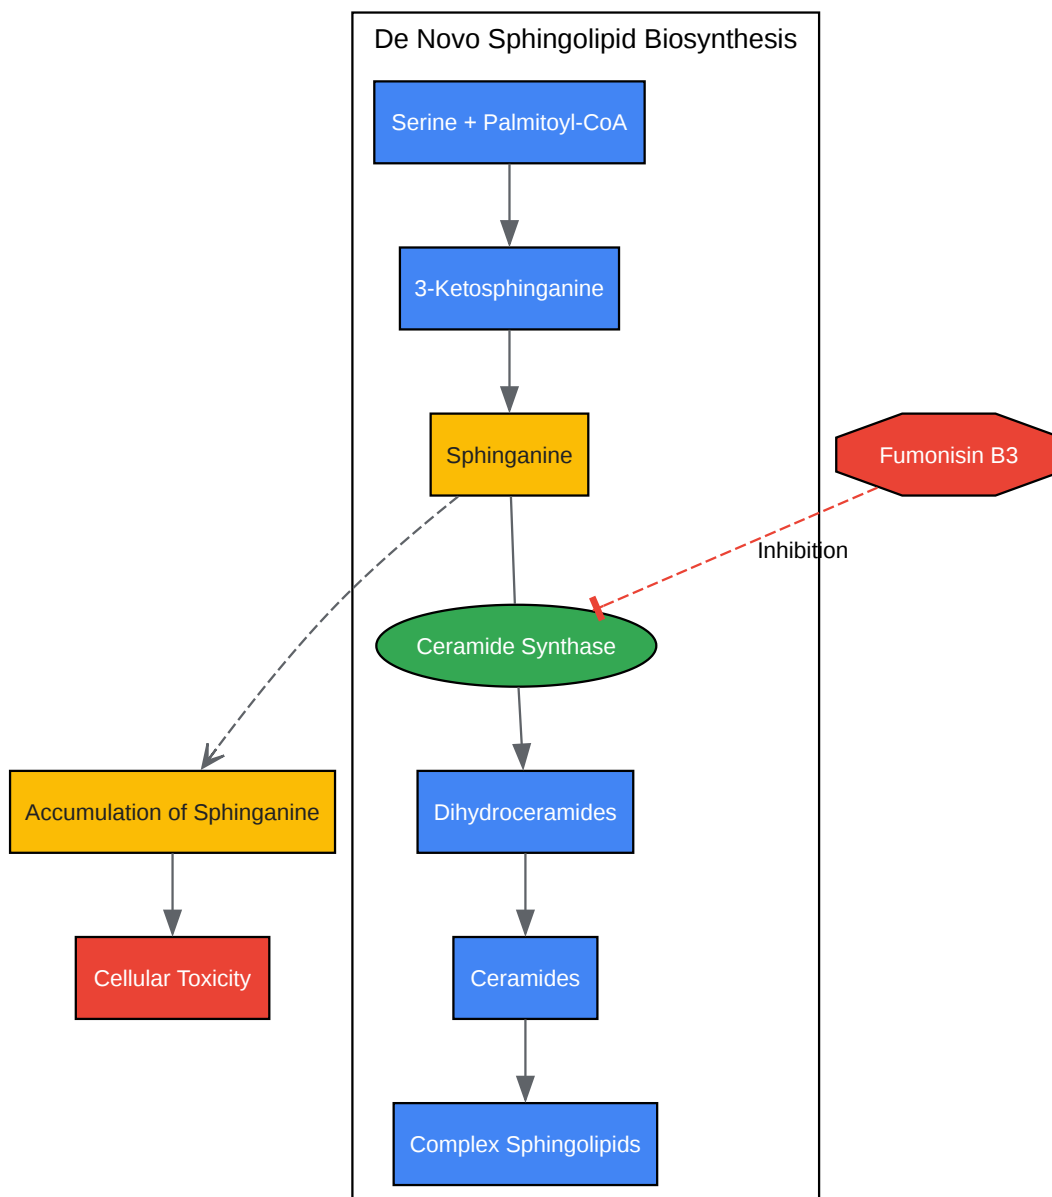 De Novo Sphingolipid Biosynthesis
Serine + Palmitoyl-CoA
3-Ketosphinganine
Sphinganine
Fumonisin B3
Inhibition
Ceramide Synthase
Accumulation of Sphinganine
Dihydroceramides
Cellular Toxicity
Ceramides
Complex Sphingolipids